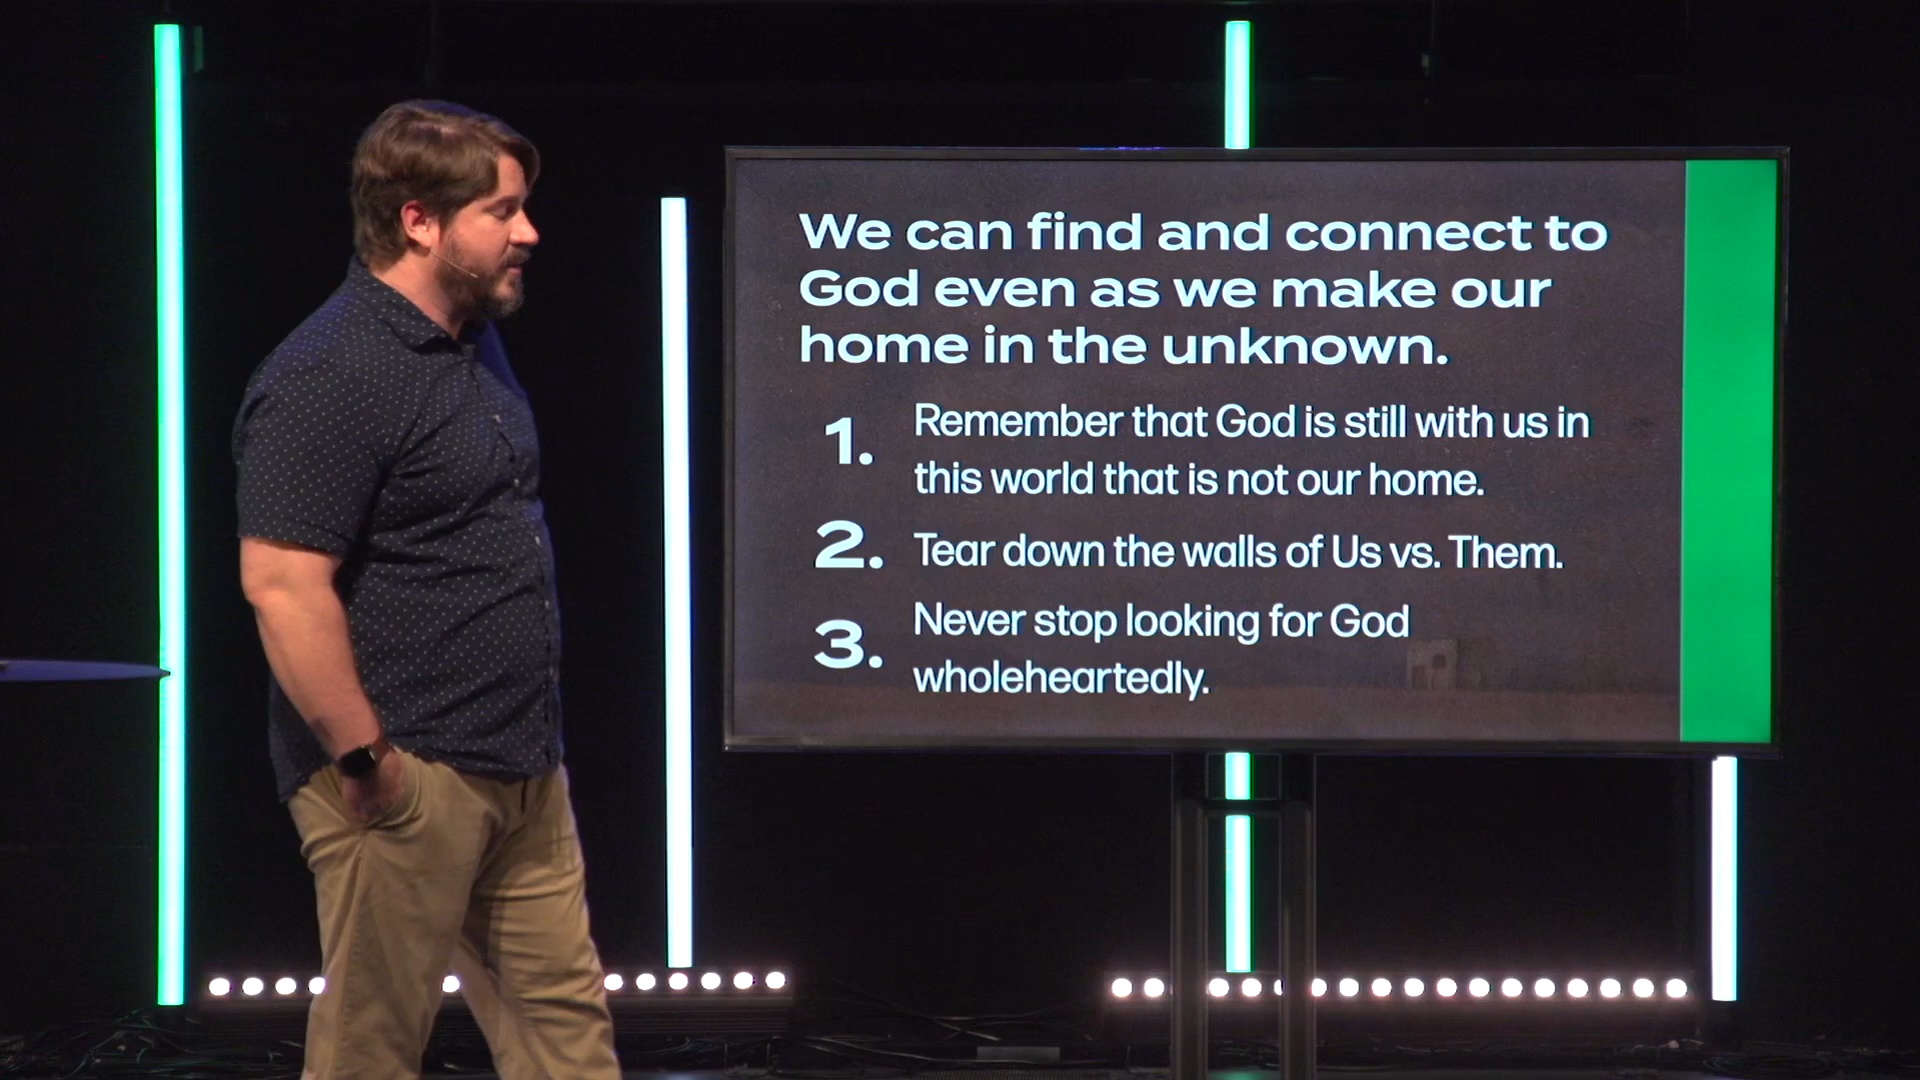 We can find and connect to
God even as we make our
home in the unknown.
1. Remember that God is still with us in
this world that is not our home.
2. Tear down the walls of Us vs. Them.
3. Never stop looking for God
wholeheartedly.